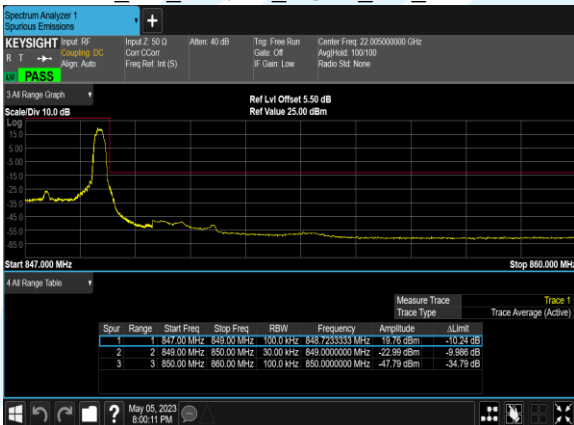 Spectrum Analyzer 1
Spurious Emissions
KEYSIGHT Input: RF Input Z: 50 Ω Atten: 40 dB Trig: Free Run Center Freq: 22.005000000 GHz
R T Coupling: DC Corr CCorr Gate: Off Avg|Hold: 100/100
Align: Auto Freq Ref: Int (S) IF Gain: Low Radio Std: None
PASS
3 All Range Graph
Ref Lvl Offset 5.50 dB
Scale/Div 10.0 dB Ref Value 25.00 dBm
Log
15.0
5.00
-5.00
-15.0
-25.0
-35.0
-45.0
-55.0
-65.0
Start 847.000 MHz Stop 860.000 MHz
4 All Range Table
Measure Trace Trace 1
Trace Type Trace Average (Active)
Spur Range Start Freq Stop Freq RBW Frequency Amplitude ΔLimit
1 1 847.00 MHz 849.00 MHz 100.0 kHz 848.7233333 MHz 19.76 dBm -10.24 dB
2 2 849.00 MHz 850.00 MHz 30.00 kHz 849.0000000 MHz -22.99 dBm -9.986 dB
3 3 850.00 MHz 860.00 MHz 100.0 kHz 850.0000000 MHz -47.79 dBm -34.79 dB
? May 05, 2023
8:00:11 PM